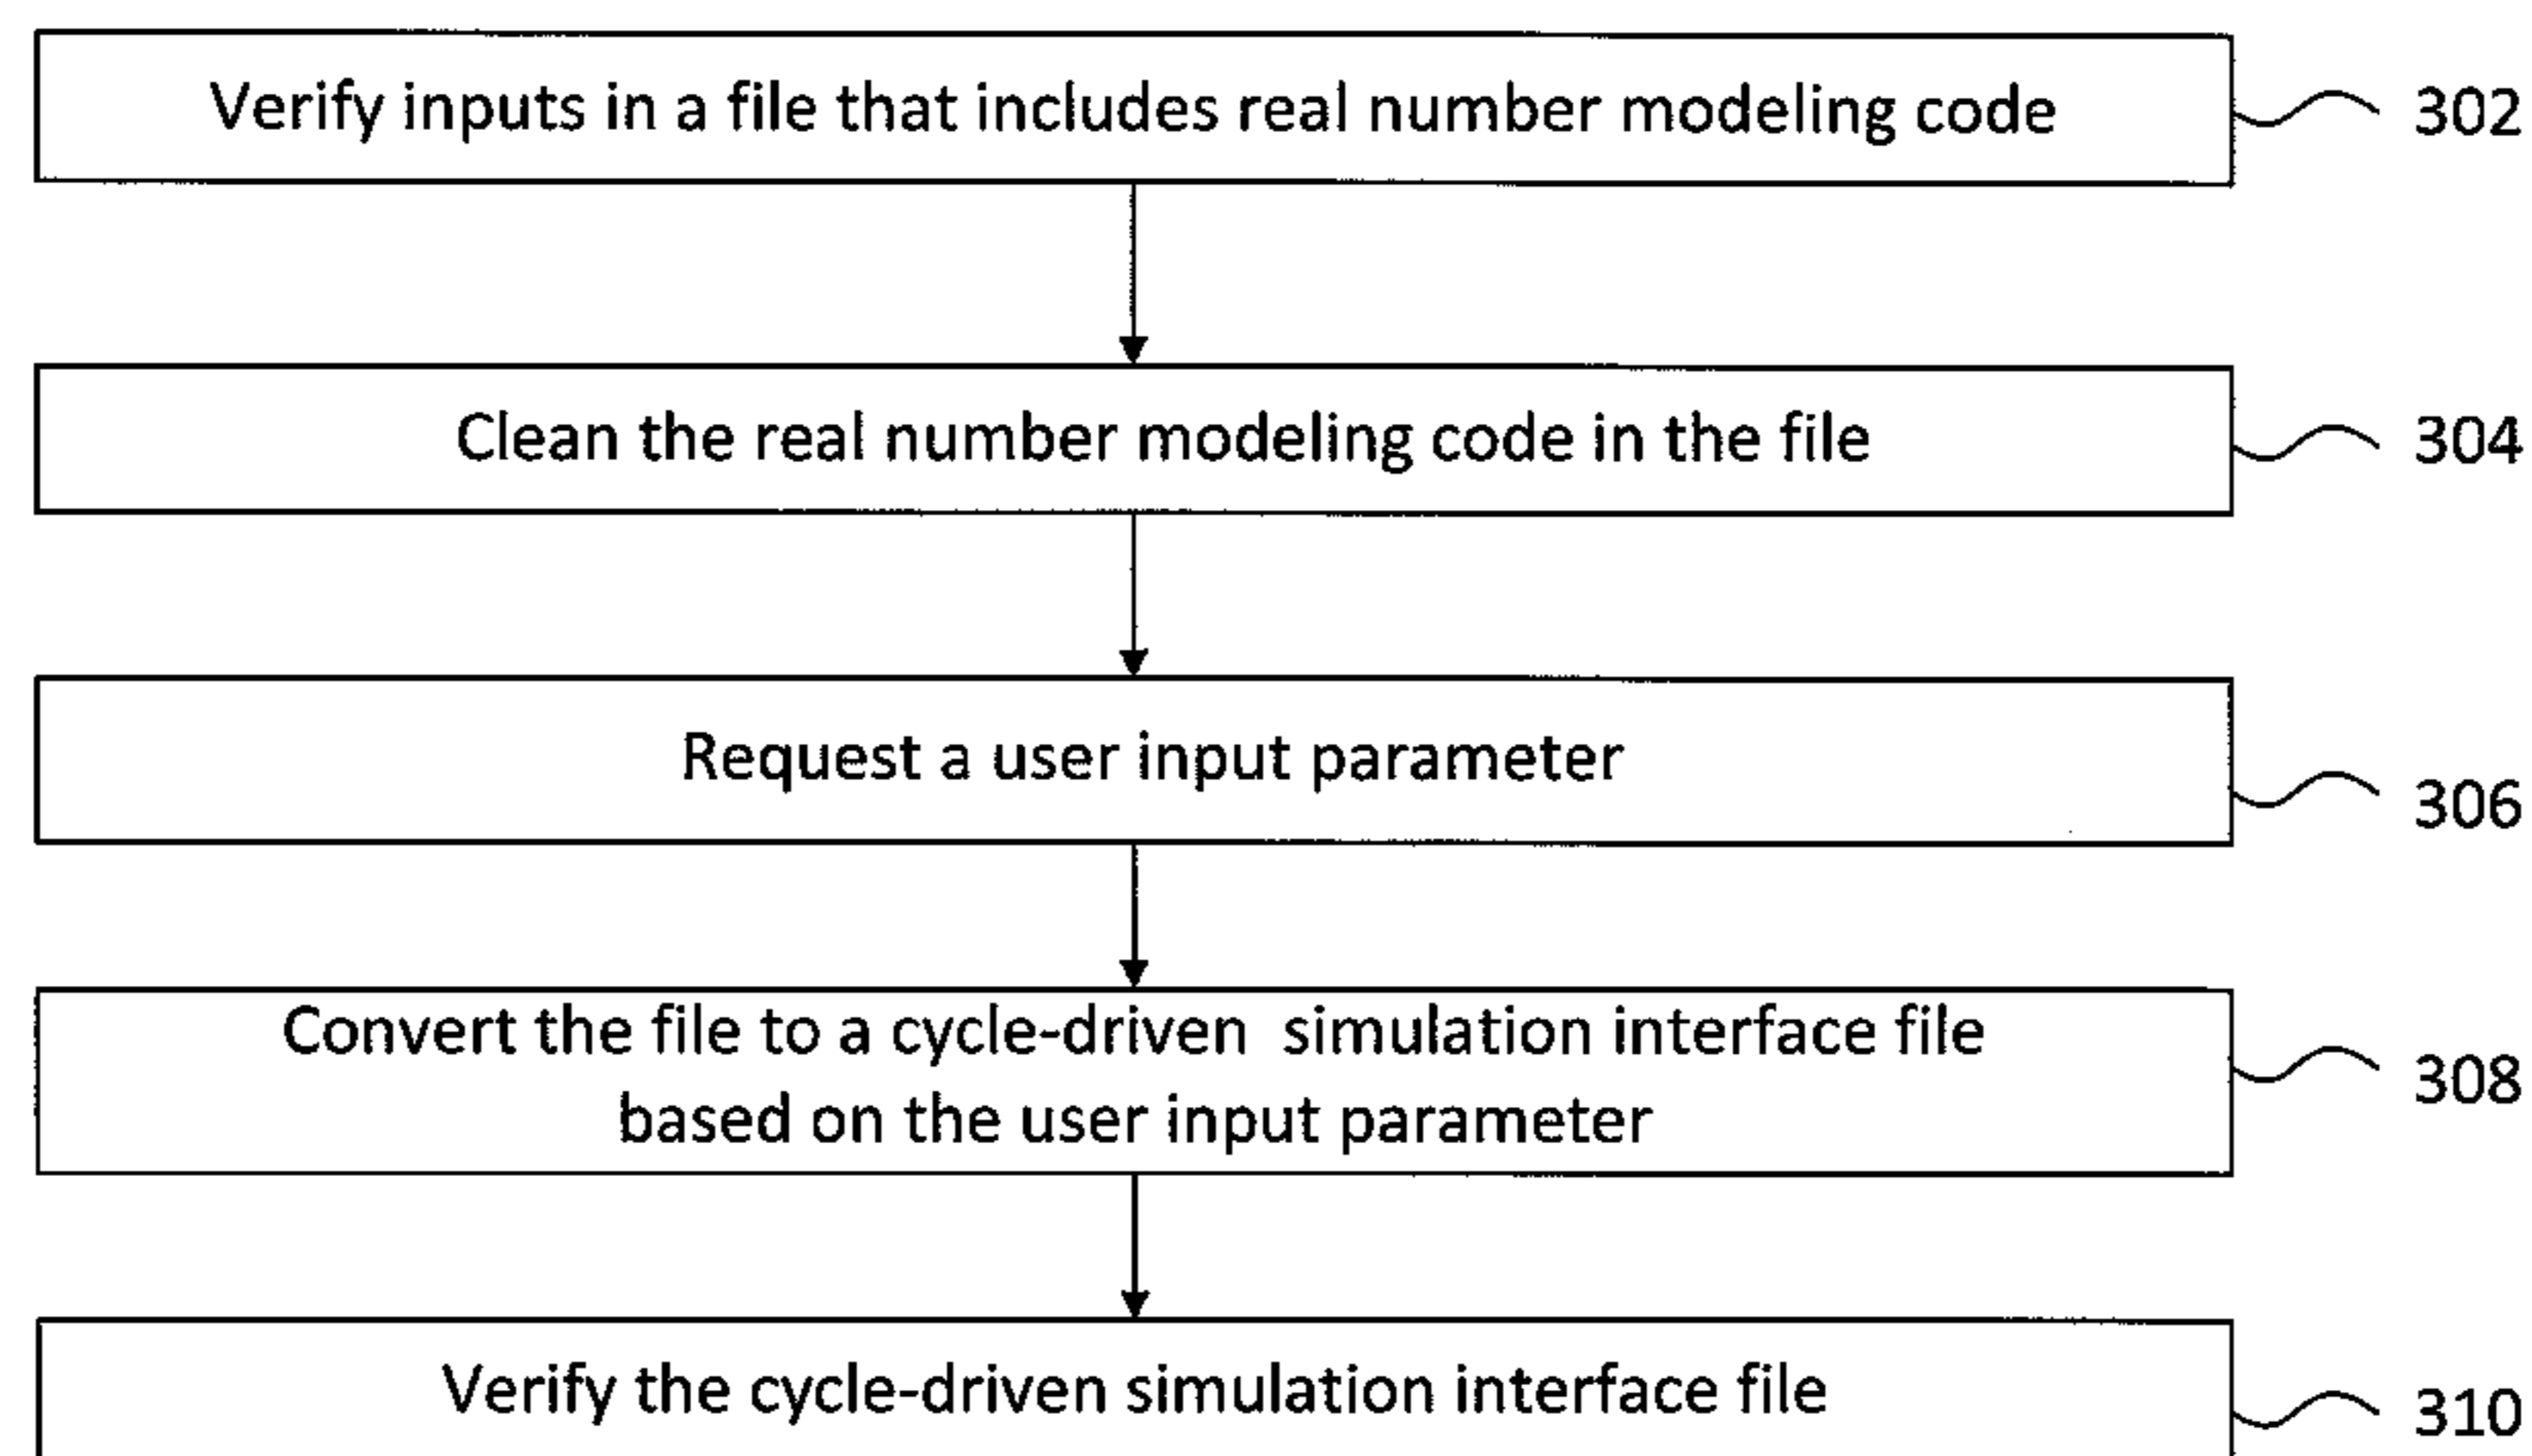 Verify inputs in a file that includes real number modeling code
302
Clean the real number modeling code in the file
304
Request a user input parameter
306
Convert the file to a cycle-driven simulation interface file
based on the user input parameter
308
Verify the cycle-driven simulation interface file
310